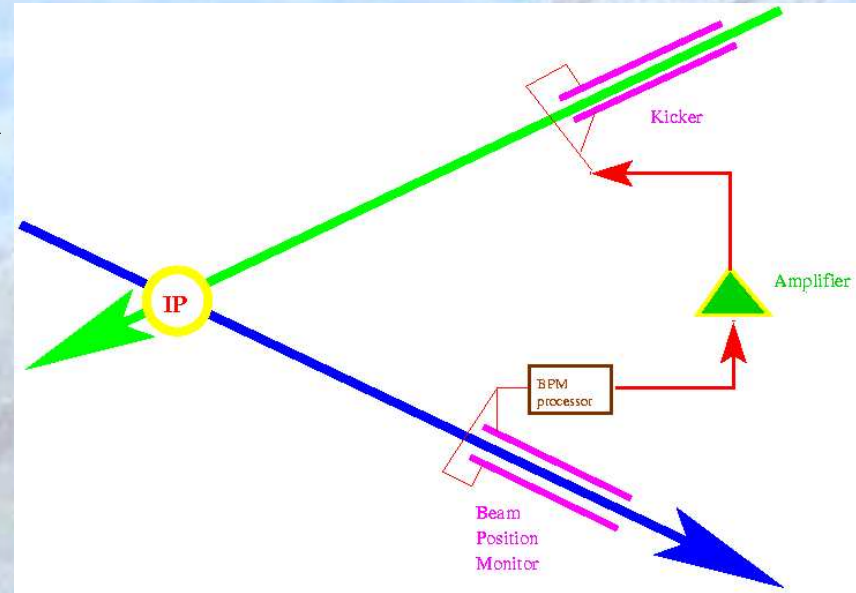 Kicker
Amplifier
IP
BPM
processor
Beam
Position
Monitor